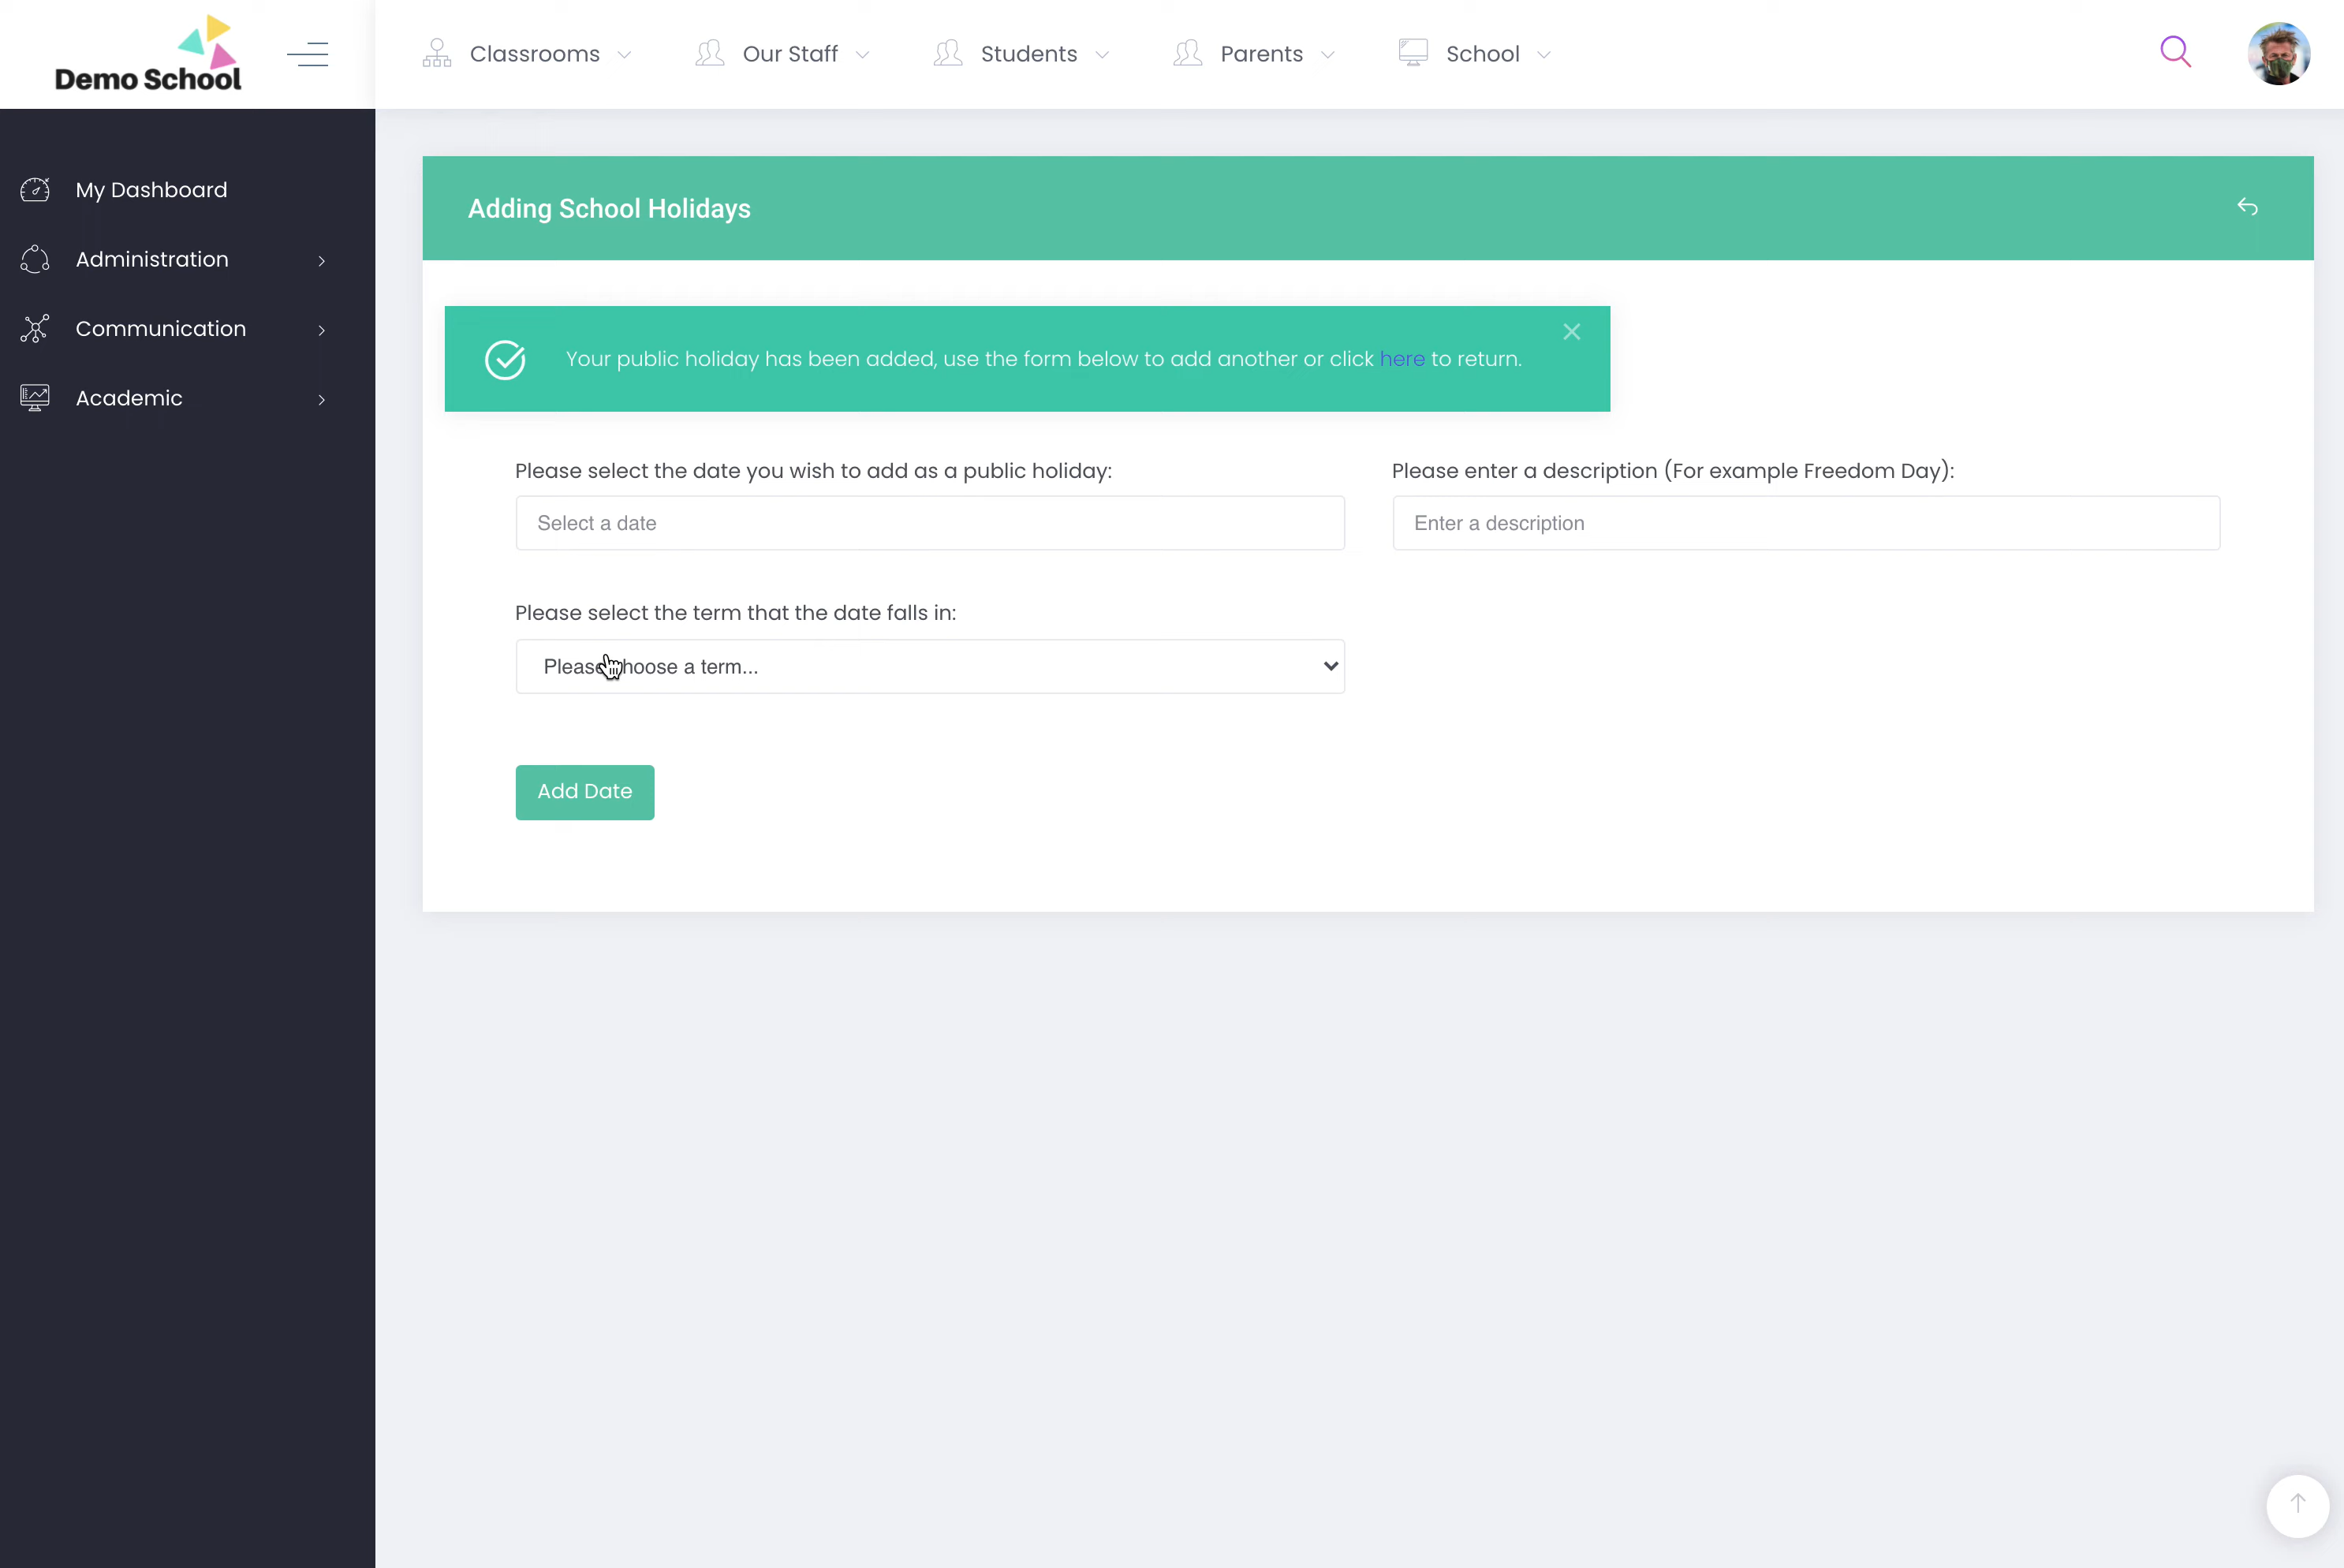 Demo School
Classrooms
Our Staff
Students
Parents
School
My Dashboard
Administration
Communication
Academic
Adding School Holidays
Your public holiday has been added, use the form below to add another or click here to return.
Please select the date you wish to add as a public holiday:
Select a date
Please enter a description (For example Freedom Day):
Enter a description
Please select the term that the date falls in:
Please choose a term...
Add Date